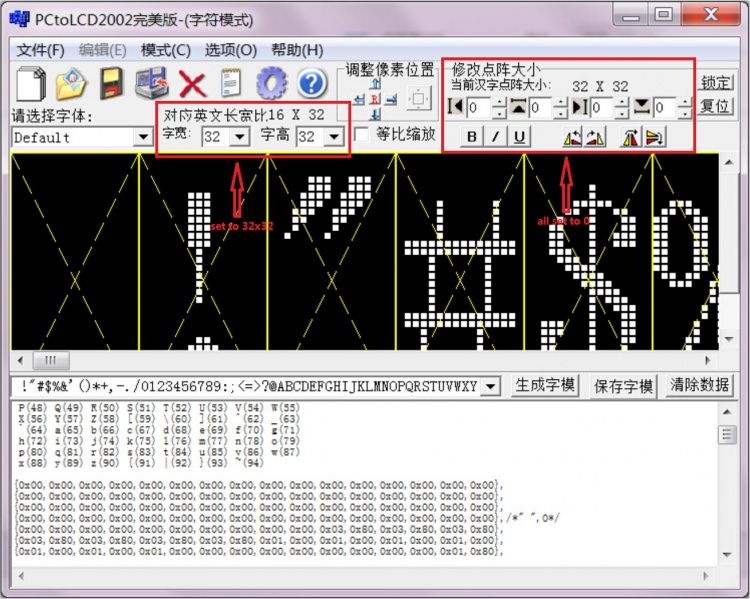 PCtoLCD2002完美版-(字符模式)
文件(F) 编辑(E) 模式(C) 选项(O) 帮助(H)
调整像素位置
修改点阵大小
当前汉字点阵大小: 32 X 32
锁定
0 0 0 0
复位
请选择字体:
对应英文长宽比16 X 32
Default
字宽: 32 字高 32
等比缩放
B I U
set to 32x32
all set to 0
!"#$%&'()*+,-./0123456789:;<=>?@ABCDEFGHIJKLMNOPQRSTUVWXY
生成字模 保存字模 清除数据
P(48) Q(49) R(50) S(51) T(52) U(53) V(54) W(55)
X(56) Y(57) Z(58) [(59) \(60) ](61) ^(62) _(63)
`(64) a(65) b(66) c(67) d(68) e(69) f(70) g(71)
h(72) i(73) j(74) k(75) l(76) m(77) n(78) o(79)
p(80) q(81) r(82) s(83) t(84) u(85) v(86) w(87)
x(88) y(89) z(90) {(91) |(92) }(93) ~(94)
{0x00,0x00,0x00,0x00,0x00,0x00,0x00,0x00,0x00,0x00,0x00,0x00,0x00,0x00,0x00,0x00},
{0x00,0x00,0x00,0x00,0x00,0x00,0x00,0x00,0x00,0x00,0x00,0x00,0x00,0x00,0x00,0x00},
{0x00,0x00,0x00,0x00,0x00,0x00,0x00,0x00,0x00,0x00,0x00,0x00,0x00,0x00,0x00,0x00},
{0x00,0x00,0x00,0x00,0x00,0x00,0x00,0x00,0x00,0x00,0x00,0x00,0x00,0x00,0x00,0x00},/*" ",0*/
{0x00,0x00,0x00,0x00,0x00,0x00,0x00,0x00,0x00,0x00,0x03,0x80,0x03,0x80,0x03,0x80},
{0x03,0x80,0x03,0x80,0x03,0x80,0x03,0x80,0x01,0x00,0x01,0x00,0x01,0x00,0x01,0x00},
{0x01,0x00,0x01,0x00,0x01,0x00,0x00,0x00,0x00,0x00,0x00,0x00,0x00,0x00,0x01,0x80},